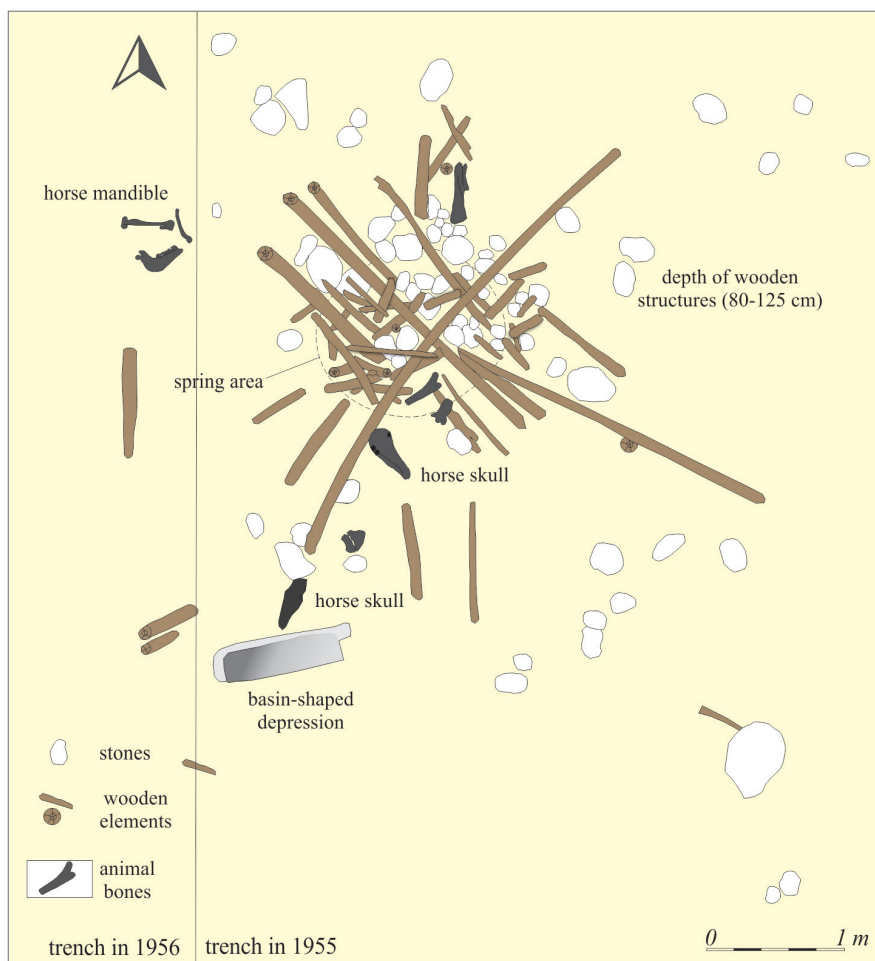 horse mandible
depth of wooden
structures (80-125 cm)
spring area
horse skull
horse skull
basin-shaped
depression
stones
wooden
elements
animal
bones
trench in 1956
trench in 1955
0 1 m